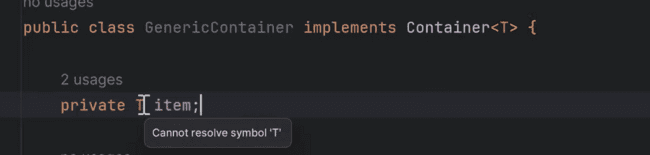 no usages
public class GenericContainer implements Container<T> {
2 usages
private T item;
Cannot resolve symbol 'T'